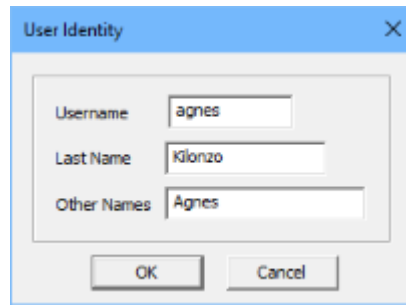 User Identity
Username agnes
Last Name Kilonzo
Other Names Agnes
OK Cancel